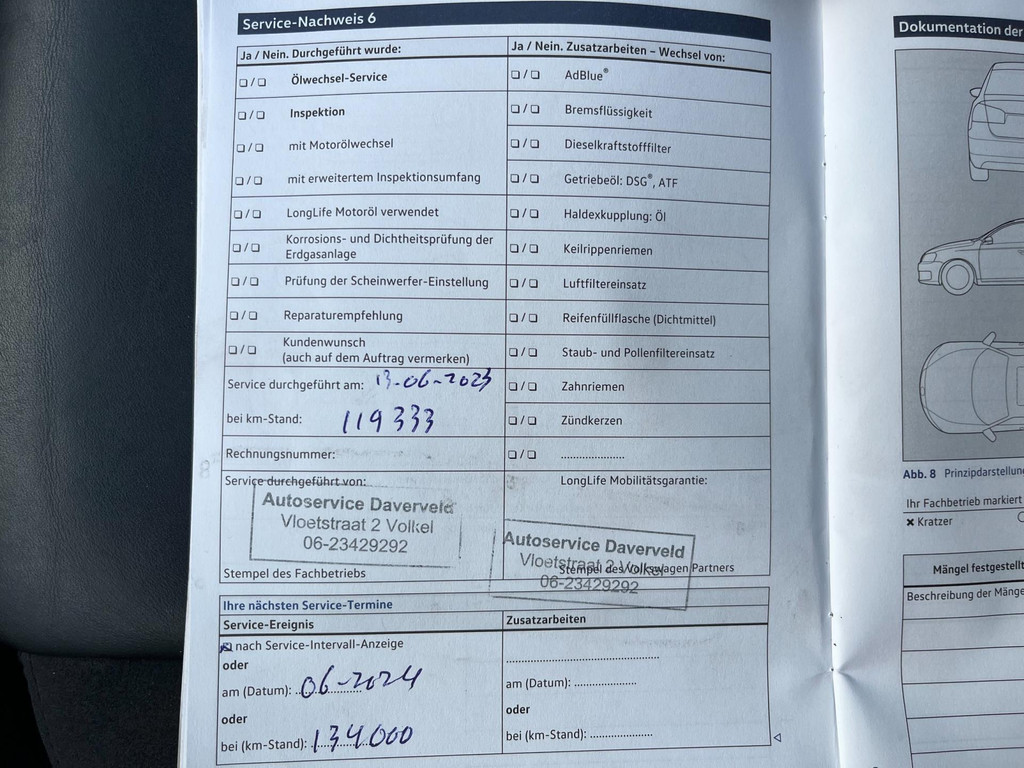 Service-Nachweis 6
Ja / Nein. Durchgeführt wurde:
❑ / ❑ Ölwechsel-Service
❑ / ❑ Inspektion
❑ / ❑ mit Motorölwechsel
❑ / ❑ mit erweitertem Inspektionsumfang
❑ / ❑ LongLife Motoröl verwendet
❑ / ❑ Korrosions- und Dichtheitsprüfung der
Erdgasanlage
❑ / ❑ Prüfung der Scheinwerfer-Einstellung
❑ / ❑ Reparaturempfehlung
❑ / ❑ Kundenwunsch
(auch auf dem Auftrag vermerken)
Service durchgeführt am: 13-06-2023
bei km-Stand: 119333
Rechnungsnummer:
Service durchgeführt von:
Autoservice Daverveld
Vloetstraat 2 Volkel
06-23429292
Stempel des Fachbetriebs
Ja / Nein. Zusatzarbeiten – Wechsel von:
❑ / ❑ AdBlue®
❑ / ❑ Bremsflüssigkeit
❑ / ❑ Dieselkraftstofffilter
❑ / ❑ Getriebeöl: DSG®, ATF
❑ / ❑ Haldexkupplung: Öl
❑ / ❑ Keilrippenriemen
❑ / ❑ Luftfiltereinsatz
❑ / ❑ Reifenfüllflasche (Dichtmittel)
❑ / ❑ Staub- und Pollenfiltereinsatz
❑ / ❑ Zahnriemen
❑ / ❑ Zündkerzen
❑ / ❑ .....................
LongLife Mobilitätsgarantie:
Autoservice Daverveld
Vloetstraat 2 Volkel
06-23429292
Stempel des Volkswagen Partners
Ihre nächsten Service-Termine
Service-Ereignis
nach Service-Intervall-Anzeige
oder
am (Datum): 06-2024
oder
bei (km-Stand): 134000
Zusatzarbeiten
am (Datum): .....................
oder
bei (km-Stand): .....................
Dokumentation der
Abb. 8 Prinzipdarstellun
Ihr Fachbetrieb markiert
✖ Kratzer
Mängel festgestellt
Beschreibung der Mänge